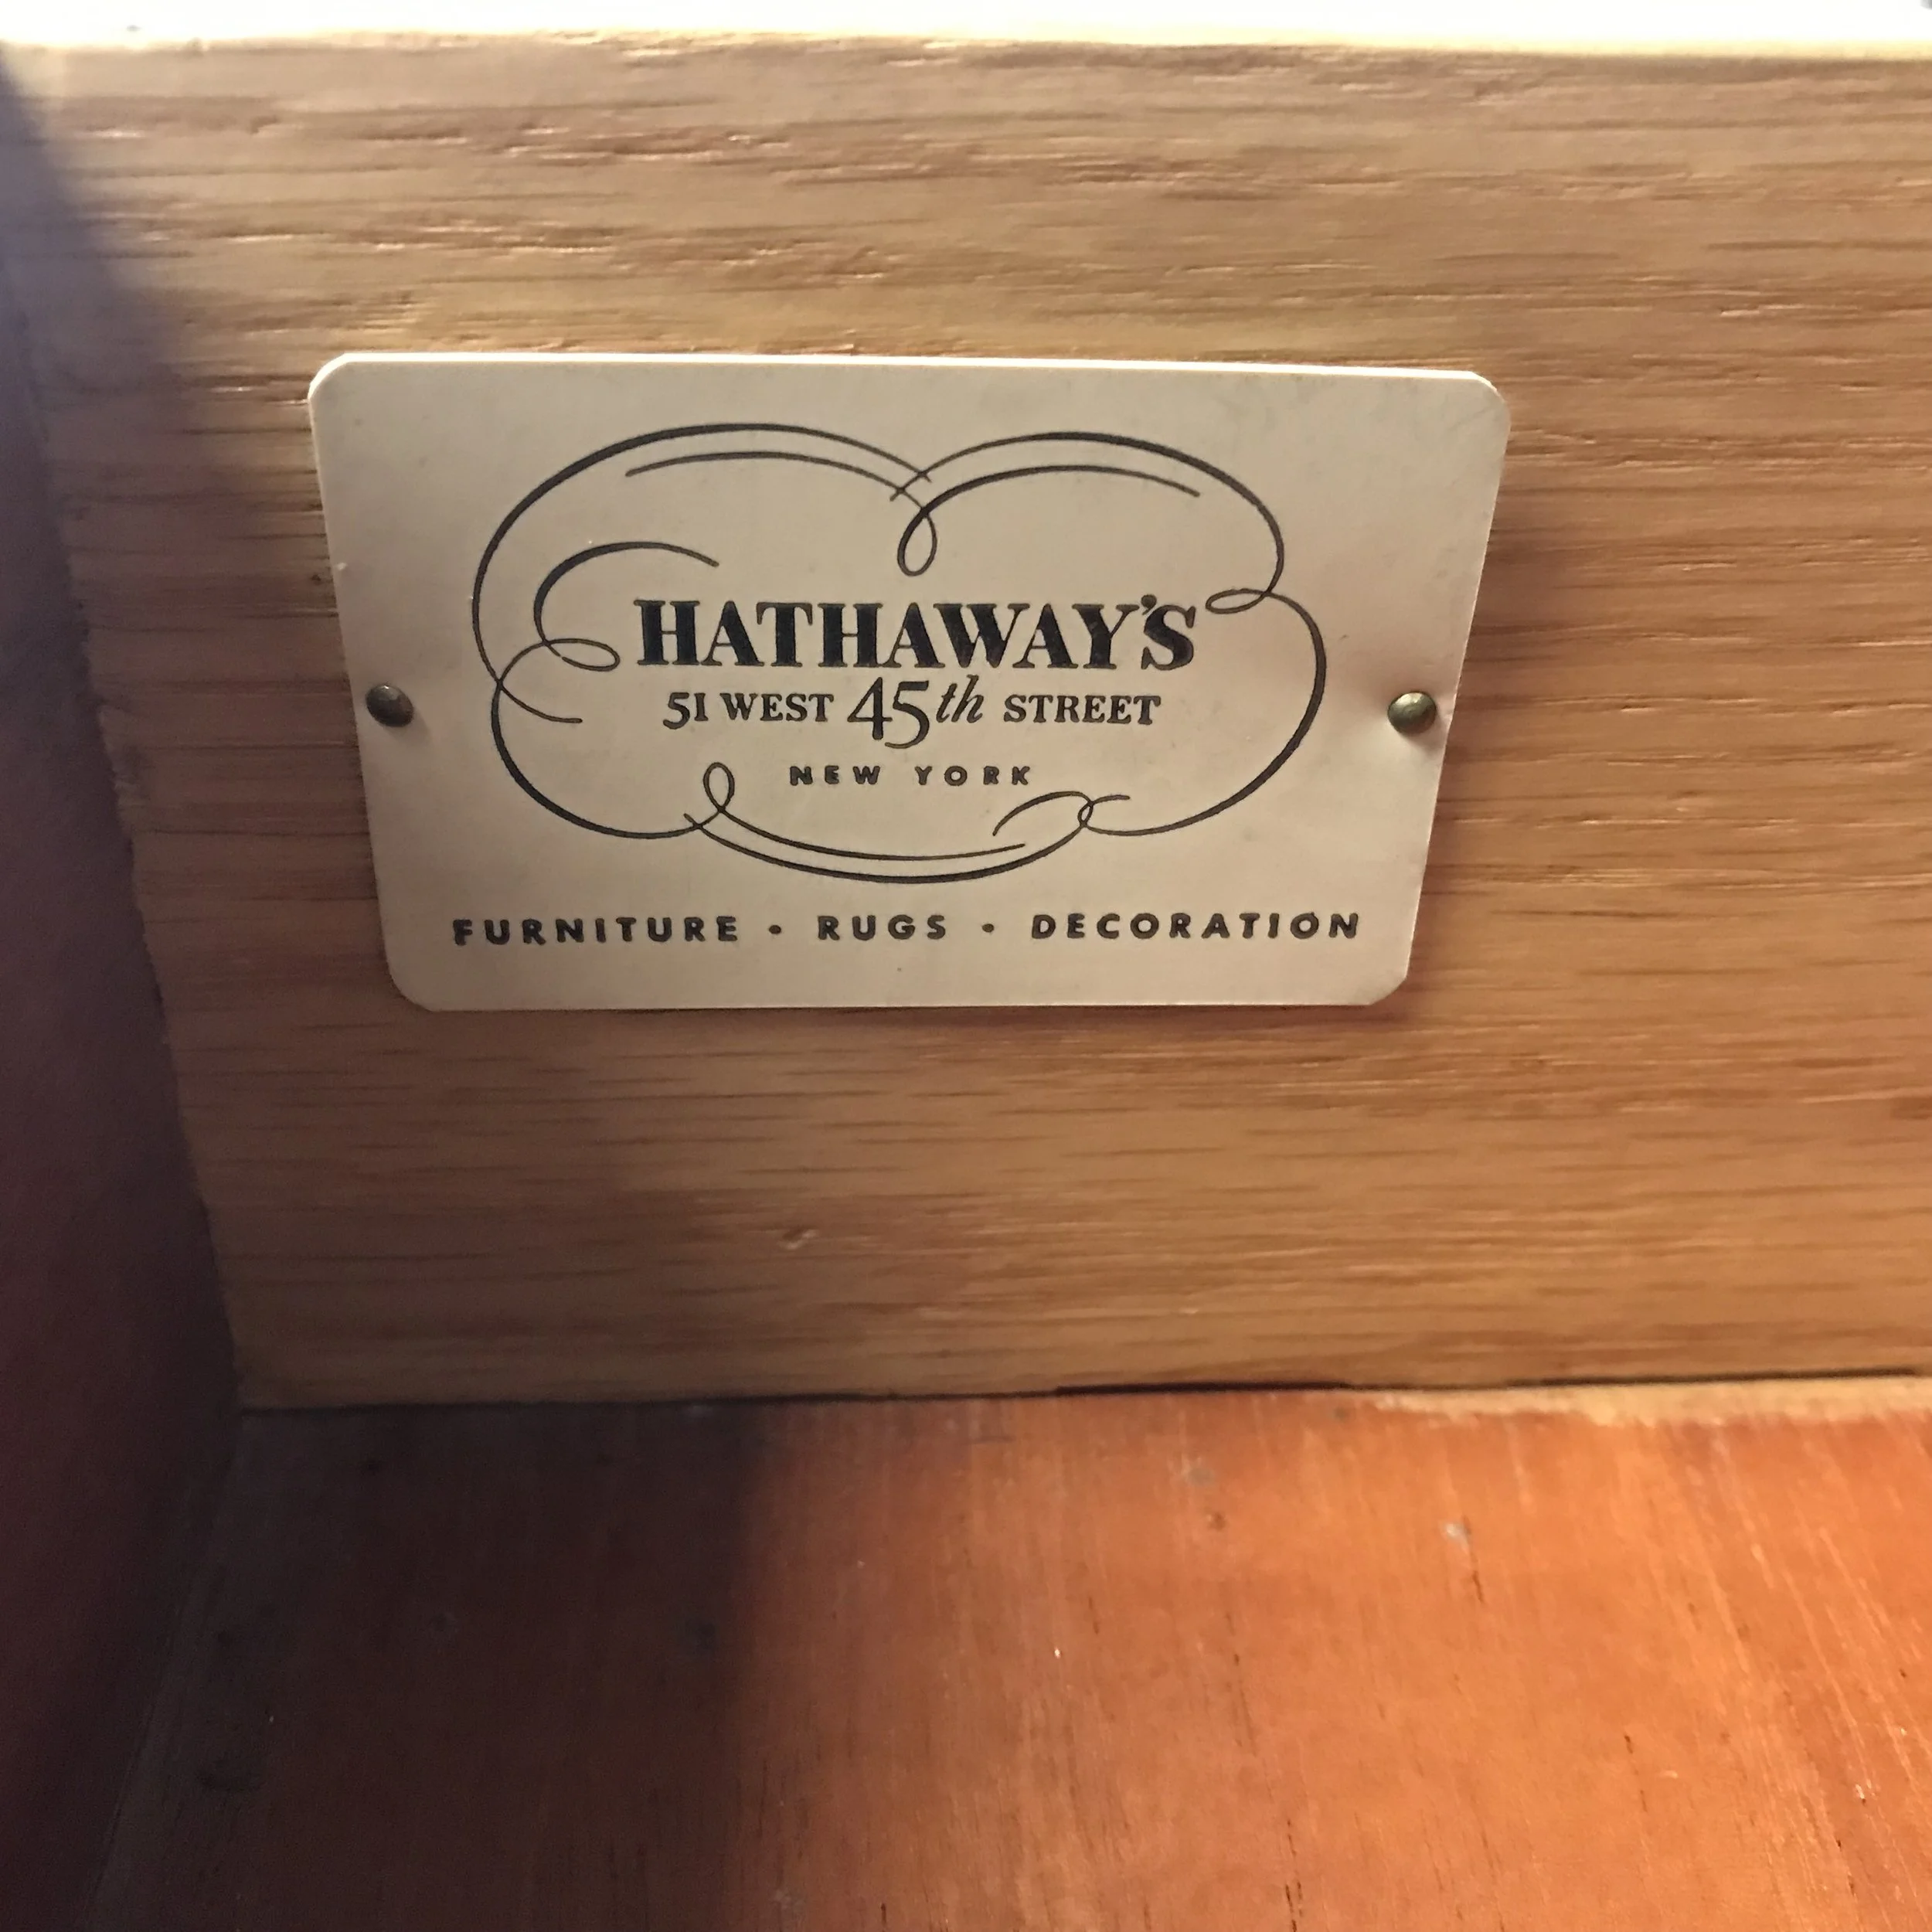 HATHAWAY'S
51 WEST 45th STREET
NEW YORK
FURNITURE · RUGS · DECORATION